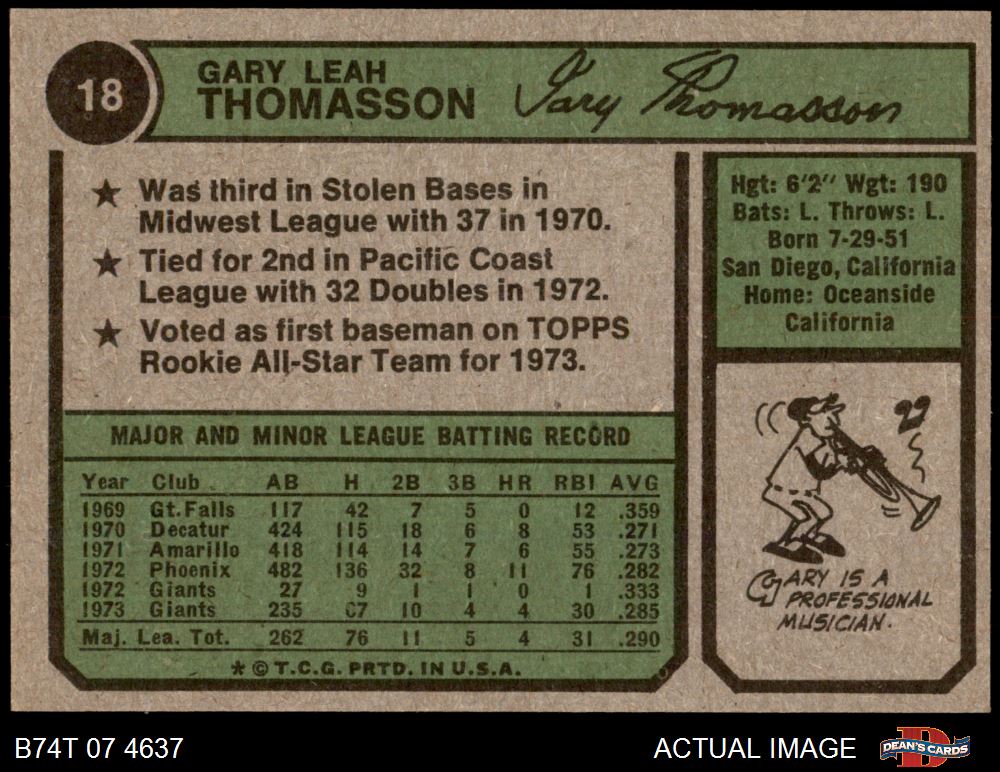 18
GARY LEAH
THOMASSON
Gary Thomasson
★ Was third in Stolen Bases in
Midwest League with 37 in 1970.
★ Tied for 2nd in Pacific Coast
League with 32 Doubles in 1972.
★ Voted as first baseman on TOPPS
Rookie All-Star Team for 1973.
Hgt: 6'2" Wgt: 190
Bats: L. Throws: L.
Born 7-29-51
San Diego, California
Home: Oceanside
California
MAJOR AND MINOR LEAGUE BATTING RECORD
Year Club AB H 2B 3B HR RBI AVG
1969 Gt. Falls 117 42 7 5 0 12 .359
1970 Decatur 424 115 18 6 8 53 .271
1971 Amarillo 418 114 14 7 6 55 .273
1972 Phoenix 482 136 32 8 11 76 .282
1972 Giants 27 9 1 1 0 1 .333
1973 Giants 235 67 10 4 4 30 .285
Maj. Lea. Tot. 262 76 11 5 4 31 .290
* © T.C.G. PRTD. IN U.S.A.
GARY IS A
PROFESSIONAL
MUSICIAN.
B74T 07 4637
ACTUAL IMAGE
D
DEAN'S CARDS